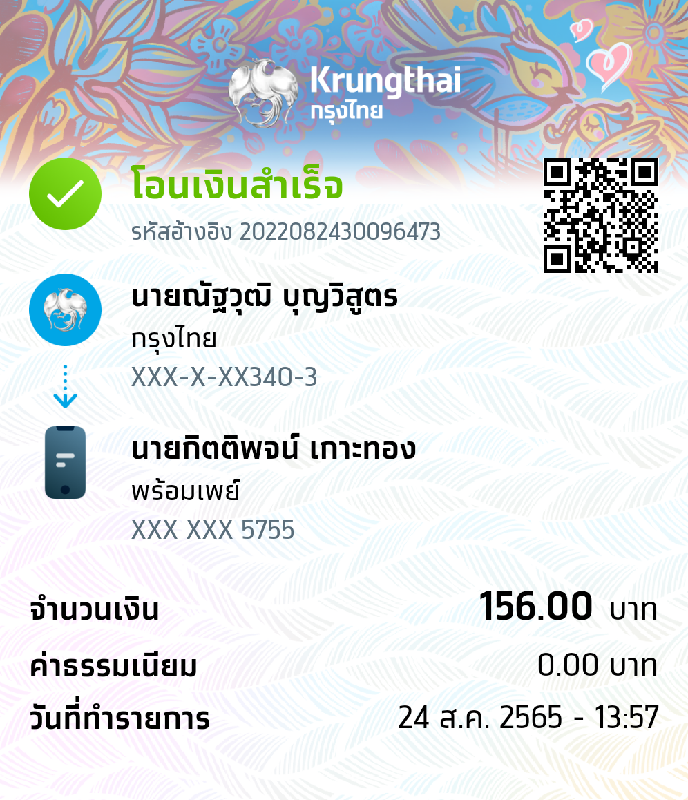 Krungthai
กรุงไทย
โอนเงินสำเร็จ
รหัสอ้างอิง 2022082430096473
นายณัฐวุฒิ บุญวิสูตร
กรุงไทย
XXX-X-XX340-3
นายกิตติพจน์ เกาะทอง
พร้อมเพย์
XXX XXX 5755
จำนวนเงิน 156.00 บาท
ค่าธรรมเนียม 0.00 บาท
วันที่ทำรายการ 24 ส.ค. 2565 - 13:57